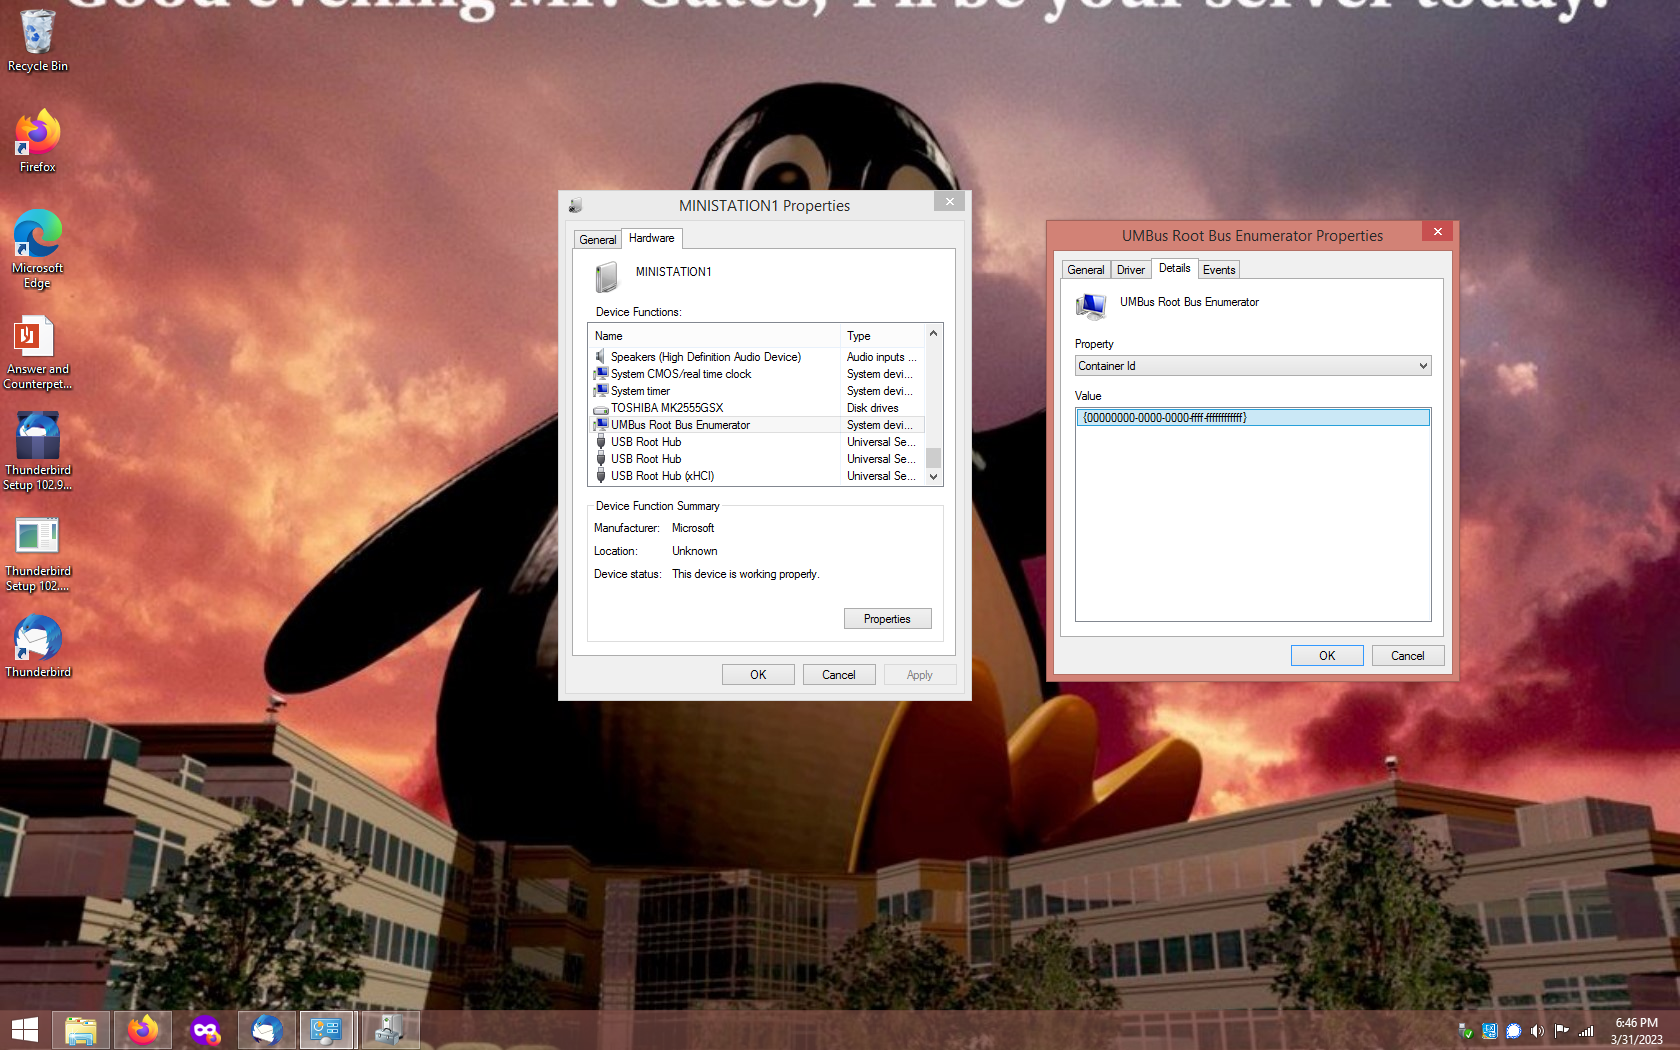 Good evening Mr. Gates, I'll be your server today.
Recycle Bin
Firefox
Microsoft
Edge
Answer and
Counterpet...
Thunderbird
Setup 102.9...
Thunderbird
Setup 102....
Thunderbird
MINISTATION1 Properties
General
Hardware
MINISTATION1
Device Functions:
Name Type
Speakers (High Definition Audio Device) Audio inputs ...
System CMOS/real time clock System devi...
System timer System devi...
TOSHIBA MK2555GSX Disk drives
UMBus Root Bus Enumerator System devi...
USB Root Hub Universal Se...
USB Root Hub Universal Se...
USB Root Hub (xHCI) Universal Se...
Device Function Summary
Manufacturer: Microsoft
Location: Unknown
Device status: This device is working properly.
Properties
OK Cancel Apply
UMBus Root Bus Enumerator Properties
General Driver Details Events
UMBus Root Bus Enumerator
Property
Container Id
Value
{00000000-0000-0000-ffff-ffffffffffff}
OK Cancel
6:46 PM
3/31/2023